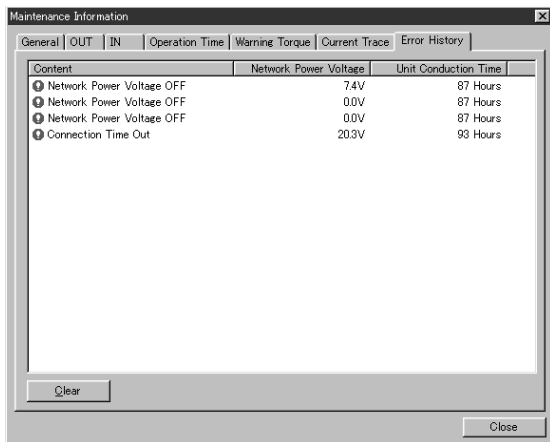 Maintenance Information
General OUT IN Operation Time Warning Torque Current Trace Error History
Content Network Power Voltage Unit Conduction Time
Network Power Voltage OFF 7.4V 87 Hours
Network Power Voltage OFF 0.0V 87 Hours
Network Power Voltage OFF 0.0V 87 Hours
Connection Time Out 20.3V 93 Hours
Clear
Close